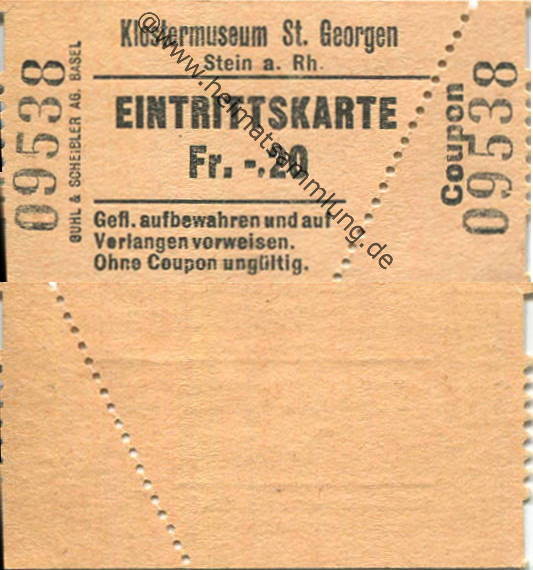 Klostermuseum St. Georgen
Stein a. Rh.
EINTRITTSKARTE
Fr. -.20
Gefl. aufbewahren und auf
Verlangen vorweisen.
Ohne Coupon ungültig.
09538
GUHL & SCHEIBLER AG. BASEL
Coupon
09538
@www.heimatsammlung.de